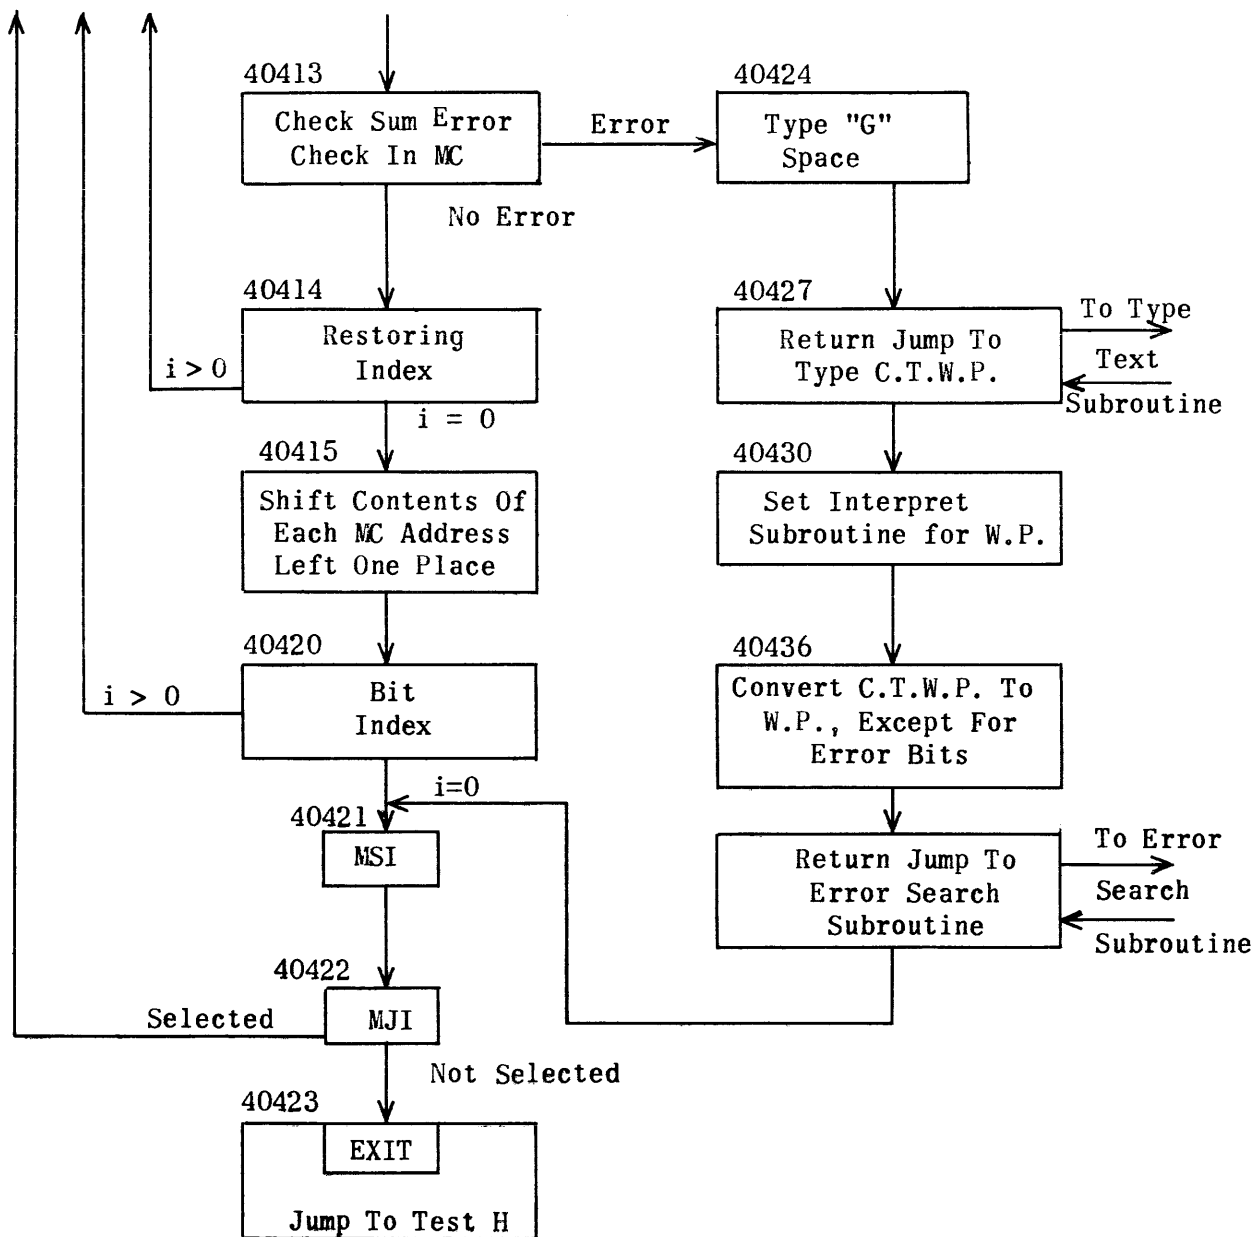 40413
Check Sum Error
Check In MC
Error
40424
Type "G"
Space
No Error
40414
Restoring
Index
i > 0
i = 0
40427
Return Jump To
Type C.T.W.P.
To Type
Text
Subroutine
40415
Shift Contents Of
Each MC Address
Left One Place
40430
Set Interpret
Subroutine for W.P.
40420
Bit
Index
i > 0
i=0
40436
Convert C.T.W.P. To
W.P., Except For
Error Bits
40421
MSI
Return Jump To
Error Search
Subroutine
To Error
Search
Subroutine
40422
MJI
Selected
Not Selected
40423
EXIT
Jump To Test H